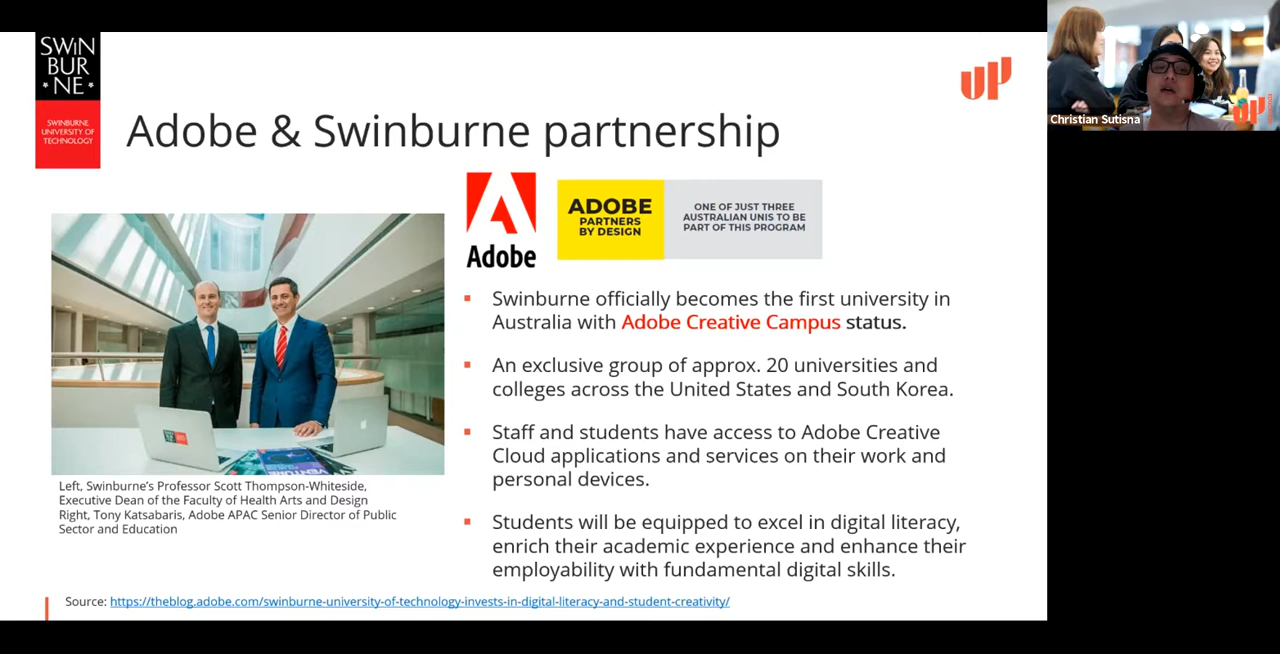 SWIN
BUR
*NE*
SWINBURNE
UNIVERSITY OF
TECHNOLOGY
UP
Christian Sutisna
Adobe & Swinburne partnership
Adobe
ADOBE
PARTNERS
BY DESIGN
ONE OF JUST THREE
AUSTRALIAN UNIS TO BE
PART OF THIS PROGRAM
▪ Swinburne officially becomes the first university in
Australia with Adobe Creative Campus status.
▪ An exclusive group of approx. 20 universities and
colleges across the United States and South Korea.
▪ Staff and students have access to Adobe Creative
Cloud applications and services on their work and
personal devices.
▪ Students will be equipped to excel in digital literacy,
enrich their academic experience and enhance their
employability with fundamental digital skills.
Left, Swinburne's Professor Scott Thompson-Whiteside,
Executive Dean of the Faculty of Health Arts and Design
Right, Tony Katsabaris, Adobe APAC Senior Director of Public
Sector and Education
Source: https://theblog.adobe.com/swinburne-university-of-technology-invests-in-digital-literacy-and-student-creativity/